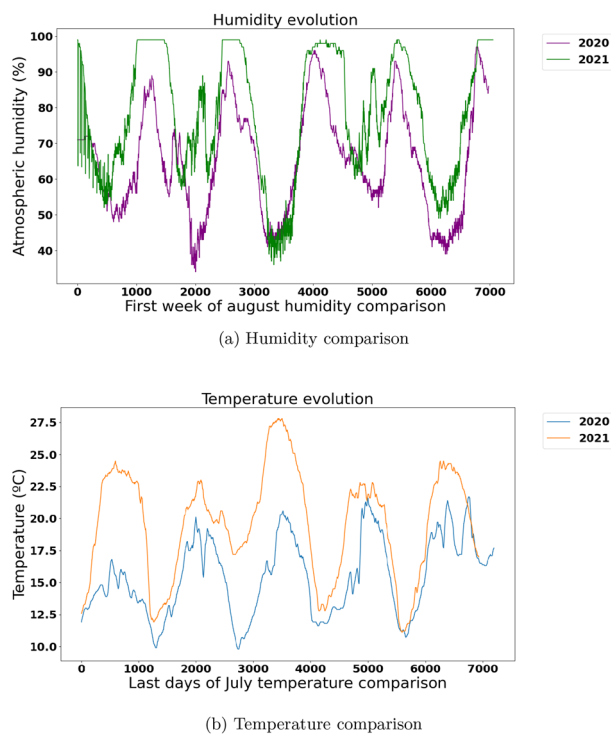 Humidity evolution
100
90
80
70
60
50
40
Atmospheric humidity (%)
2020
2021
0 1000 2000 3000 4000 5000 6000 7000
First week of august humidity comparison
(a) Humidity comparison
Temperature evolution
27.5
25.0
22.5
20.0
17.5
15.0
12.5
10.0
Temperature (ºC)
2020
2021
0 1000 2000 3000 4000 5000 6000 7000
Last days of July temperature comparison
(b) Temperature comparison